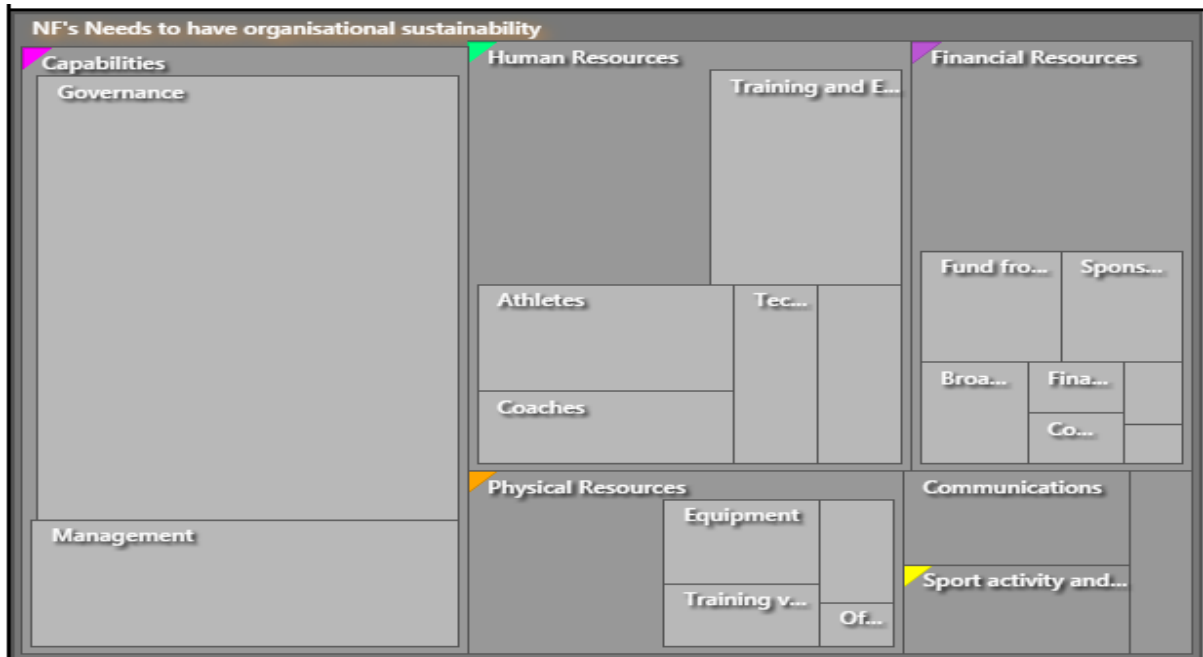 NF's Needs to have organisational sustainability
Capabilities
Governance
Management
Human Resources
Training and E...
Athletes
Tec...
Coaches
Financial Resources
Fund fro...
Spons...
Broa...
Fina...
Co...
Physical Resources
Equipment
Training v...
Of...
Communications
Sport activity and...